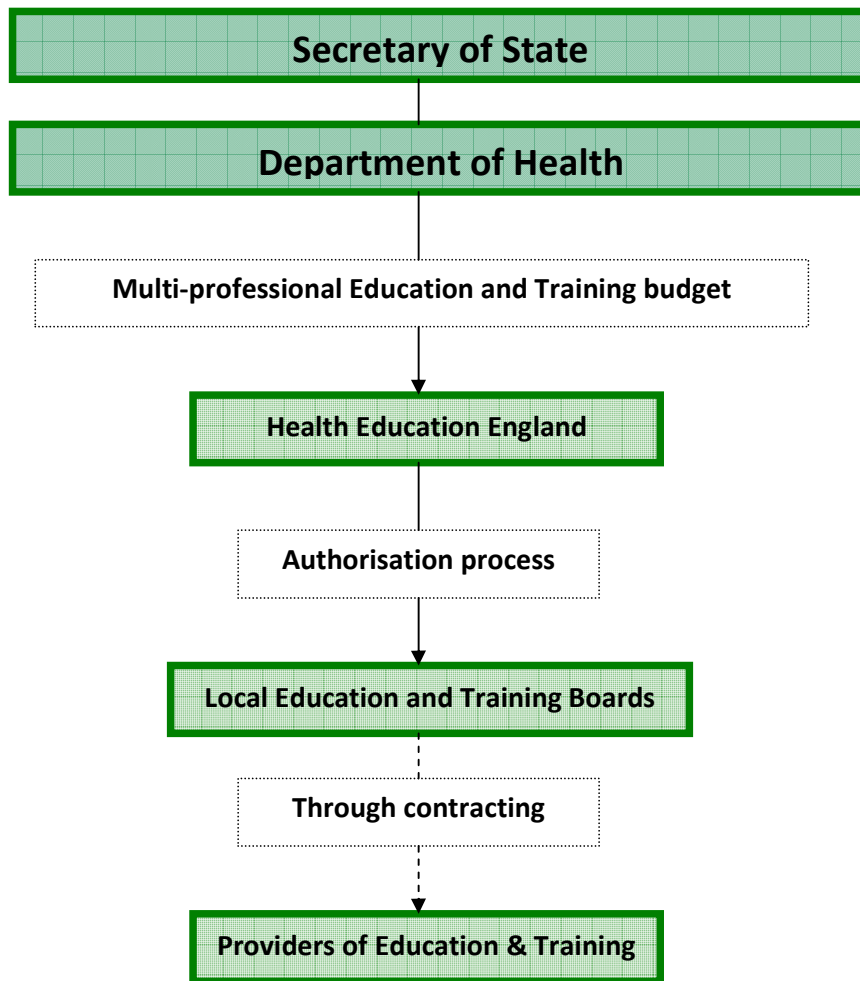 Secretary of State
Department of Health
Multi-professional Education and Training budget
Health Education England
Authorisation process
Local Education and Training Boards
Through contracting
Providers of Education & Training